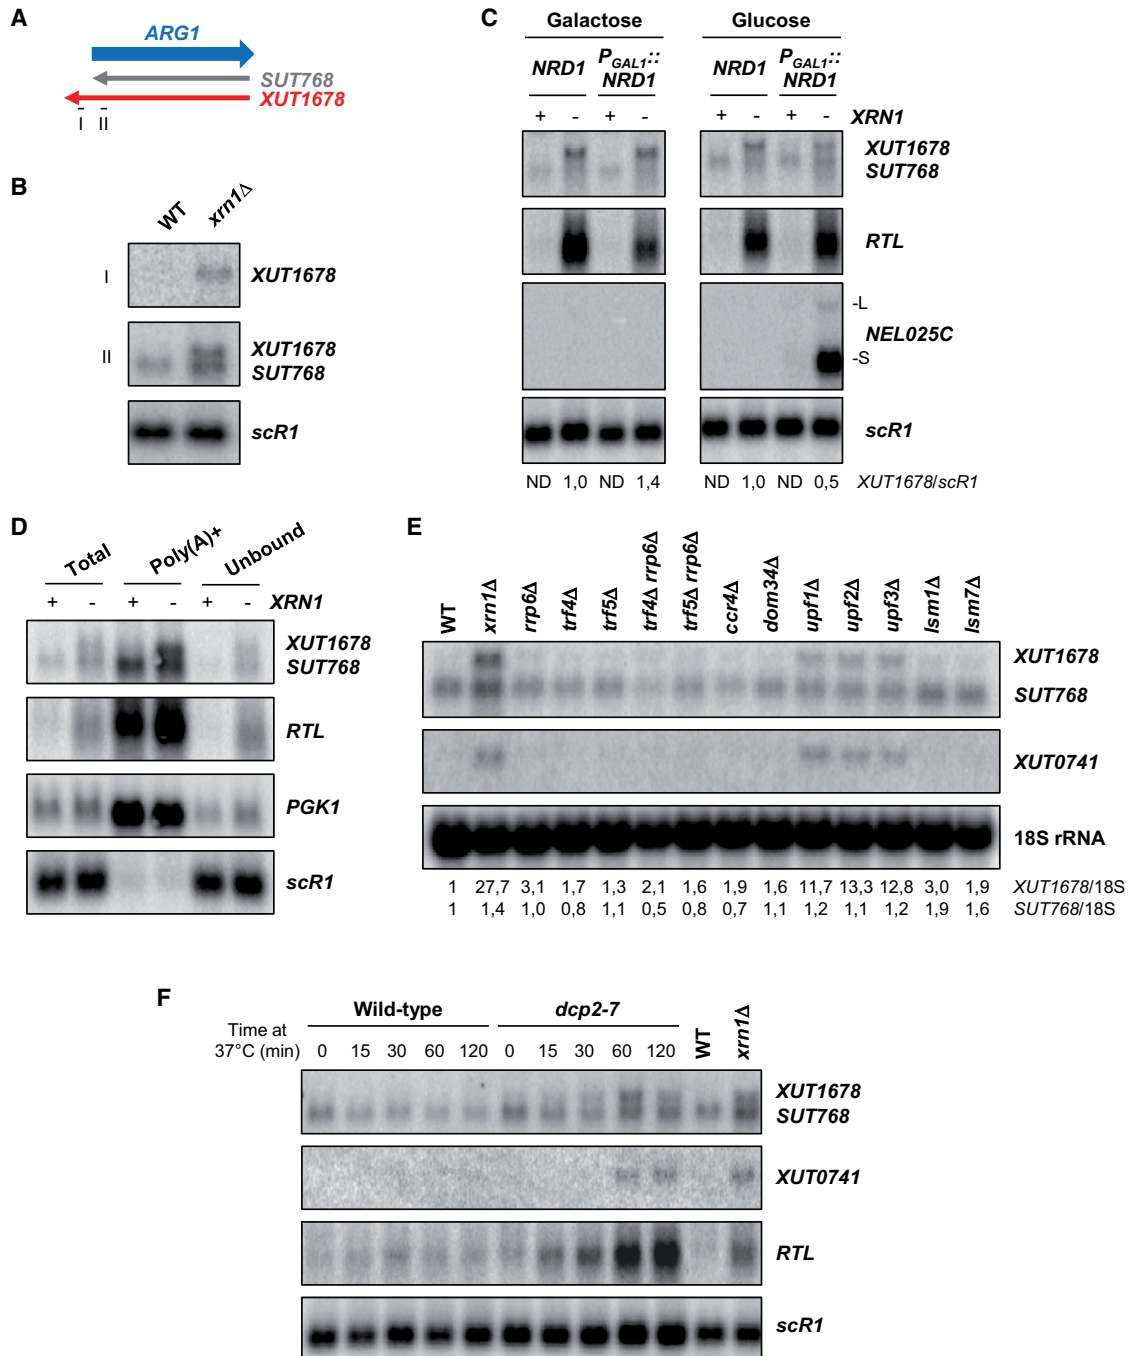 A
ARG1
SUT768
XUT1678
I II
B
WT xrn1Δ
I XUT1678
II XUT1678
SUT768
scR1
C
Galactose Glucose
NRD1 PGAL1:: NRD1 NRD1 PGAL1:: NRD1
+ - + - + - + - XRN1
XUT1678
SUT768
RTL
-L
NEL025C
-S
scR1
ND 1,0 ND 1,4 ND 1,0 ND 0,5 XUT1678/scR1
D
Total Poly(A)+ Unbound
+ - + - + - XRN1
XUT1678
SUT768
RTL
PGK1
scR1
E
WT xrn1Δ rrp6Δ trf4Δ trf5Δ trf4Δ rrp6Δ trf5Δ rrp6Δ ccr4Δ dom34Δ upf1Δ upf2Δ upf3Δ lsm1Δ lsm7Δ
XUT1678
SUT768
XUT0741
18S rRNA
1 27,7 3,1 1,7 1,3 2,1 1,6 1,9 1,6 11,7 13,3 12,8 3,0 1,9 XUT1678/18S
1 1,4 1,0 0,8 1,1 0,5 0,8 0,7 1,1 1,2 1,1 1,2 1,9 1,6 SUT768/18S
F
Wild-type dcp2-7 WT xrn1Δ
Time at
37°C (min) 0 15 30 60 120 0 15 30 60 120
XUT1678
SUT768
XUT0741
RTL
scR1